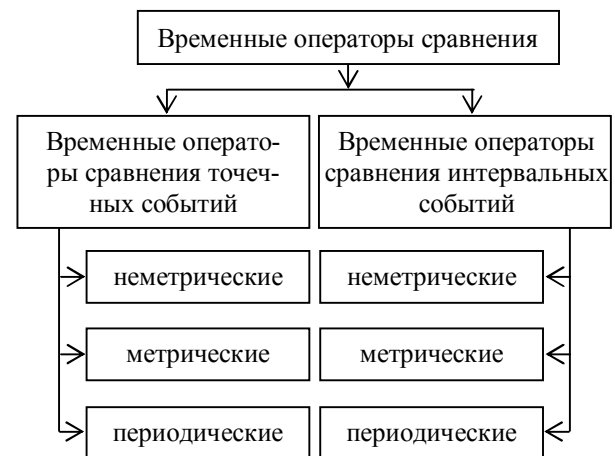 Временные операторы сравнения
Временные операто-
ры сравнения точеч-
ных событий
Временные операторы
сравнения интервальных
событий
неметрические
неметрические
метрические
метрические
периодические
периодические